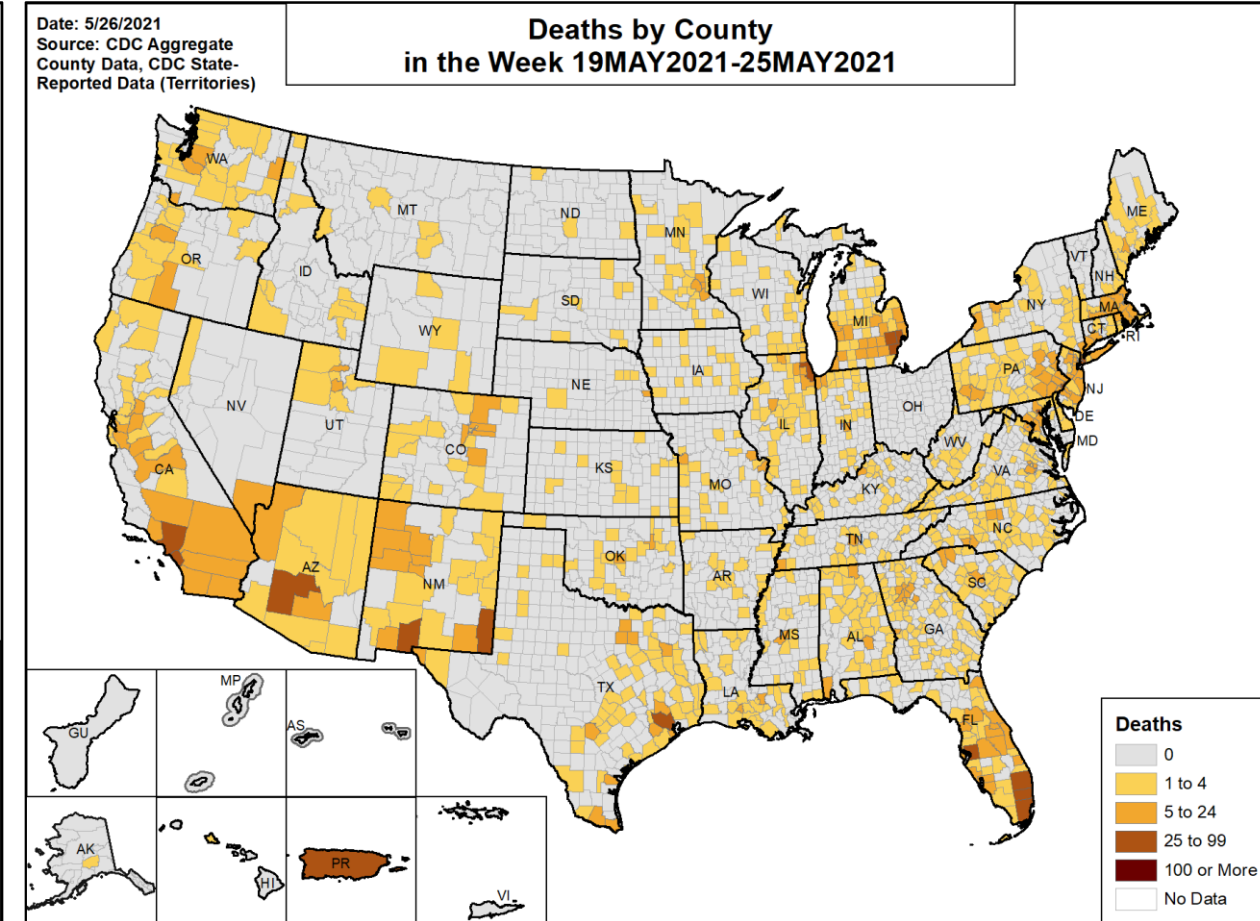 Date: 5/26/2021
Source: CDC Aggregate
County Data, CDC State-
Reported Data (Territories)
Deaths by County
in the Week 19MAY2021-25MAY2021
WA
MT
ND
MN
ME
OR
ID
SD
WI
MI
VT
NH
NY
MA
CT
RI
WY
IA
NE
PA
NJ
NV
UT
CO
IL
IN
OH
DE
MD
WV
CA
KS
MO
KY
VA
AZ
NM
OK
AR
TN
NC
SC
MS
AL
GA
TX
LA
FL
GU
MP
AS
AK
HI
PR
VI
Deaths
0
1 to 4
5 to 24
25 to 99
100 or More
No Data